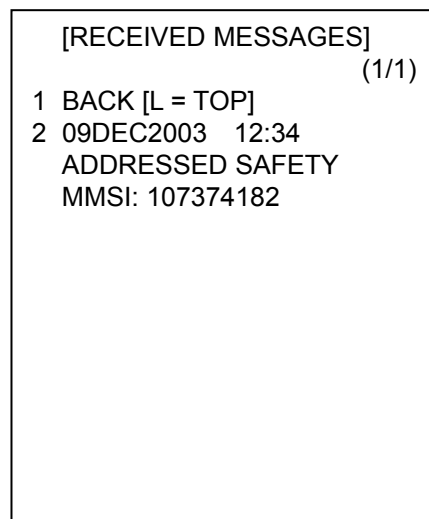 [RECEIVED MESSAGES]
(1/1)
1 BACK [L = TOP]
2 09DEC2003 12:34
ADDRESSED SAFETY
MMSI: 107374182